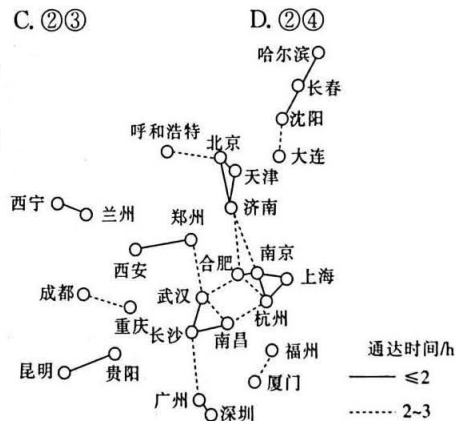 C. ②③ D. ②④
哈尔滨
长春
沈阳
呼和浩特
北京
大连
天津
西宁
兰州
济南
郑州
西安
合肥
南京
上海
成都
武汉
重庆
杭州
长沙
南昌
昆明
贵阳
福州
厦门
广州
深圳
通达时间/h
≤2
2~3